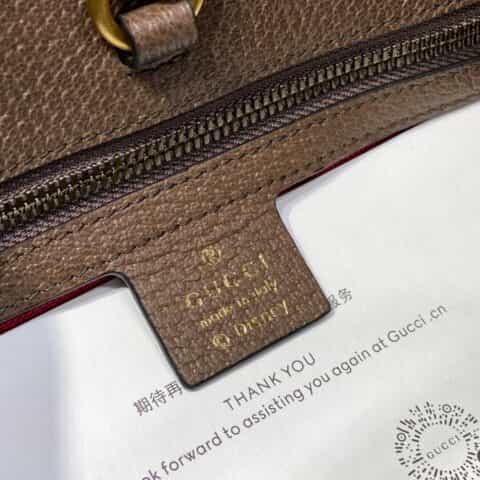 GUCCI
made in italy
© Disney
期待再
服务
THANK YOU
ok forward to assisting you again at Gucci.cn
GUCCI